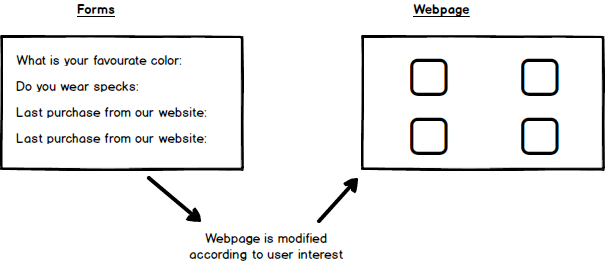 Forms
Webpage
What is your favourate color:
Do you wear specks:
Last purchase from our website:
Last purchase from our website:
Webpage is modified
according to user interest